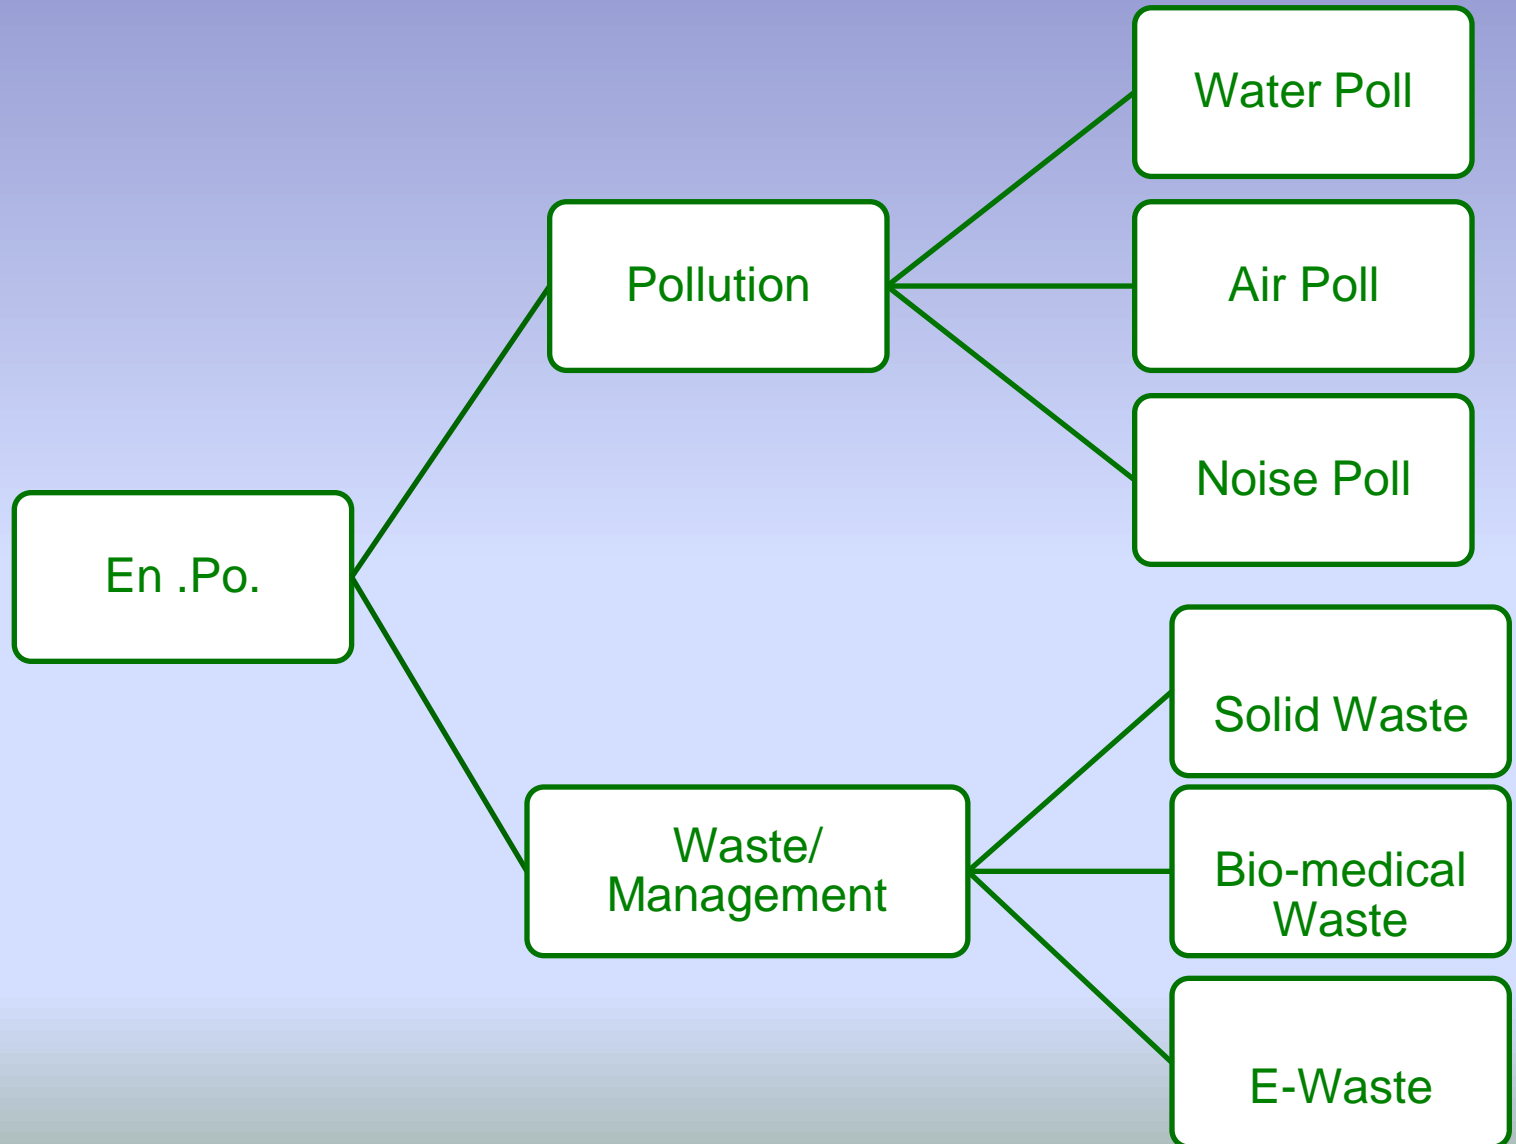 Water Poll
Pollution
Air Poll
Noise Poll
En .Po.
Solid Waste
Waste/
Management
Bio-medical
Waste
E-Waste